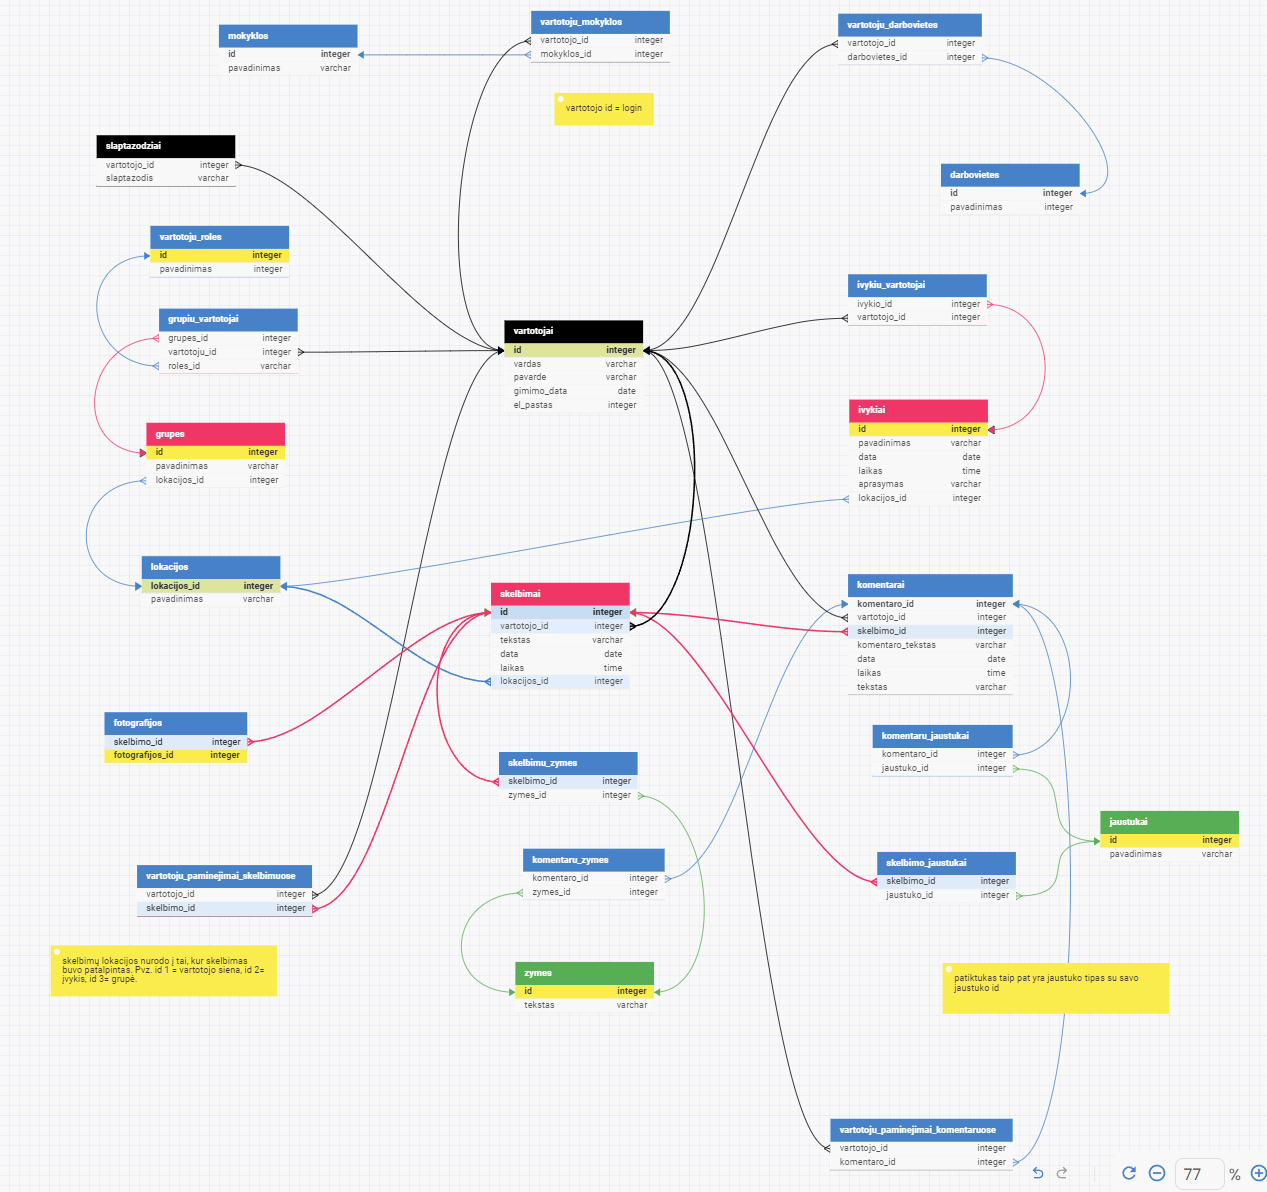 mokyklos
id integer
pavadinimas varchar
vartotoju_mokyklos
vartotojo_id integer
mokyklos_id integer
vartotoju_darbovietes
vartotojo_id integer
darbovietes_id integer
vartotojo id = login
slaptazodziai
vartotojo_id integer
slaptazodis varchar
darbovietes
id integer
pavadinimas integer
vartotoju_roles
id integer
pavadinimas integer
grupiu_vartotojai
grupes_id integer
vartotoju_id integer
roles_id varchar
vartotojai
id integer
vardas varchar
pavarde varchar
gimimo_data date
el_pastas integer
ivykiu_vartotojai
ivykio_id integer
vartotojo_id integer
grupes
id integer
pavadinimas varchar
lokacijos_id integer
ivykiai
id integer
pavadinimas varchar
data date
laikas time
aprasymas varchar
lokacijos_id integer
lokacijos
lokacijos_id integer
pavadinimas varchar
skelbimai
id integer
vartotojo_id integer
tekstas varchar
data date
laikas time
lokacijos_id integer
komentarai
komentaro_id integer
vartotojo_id integer
skelbimo_id integer
komentaro_tekstas varchar
data date
laikas time
tekstas varchar
fotografijos
skelbimo_id integer
fotografijos_id integer
skelbimu_zymes
skelbimo_id integer
zymes_id integer
komentaru_jaustukai
komentaro_id integer
jaustuko_id integer
jaustukai
id integer
pavadinimas varchar
komentaru_zymes
komentaro_id integer
zymes_id integer
skelbimo_jaustukai
skelbimo_id integer
jaustuko_id integer
vartotoju_paminejimai_skelbimuose
vartotojo_id integer
skelbimo_id integer
skelbimų lokacijos nurodo į tai, kur skelbimas
buvo patalpintas. Pvz. id 1 = vartotojo siena, id 2=
įvykis, id 3= grupė.
zymes
id integer
tekstas varchar
patiktukas taip pat yra jaustuko tipas su savo
jaustuko id
vartotoju_paminejimai_komentaruose
vartotojo_id integer
komentaro_id integer
77 %